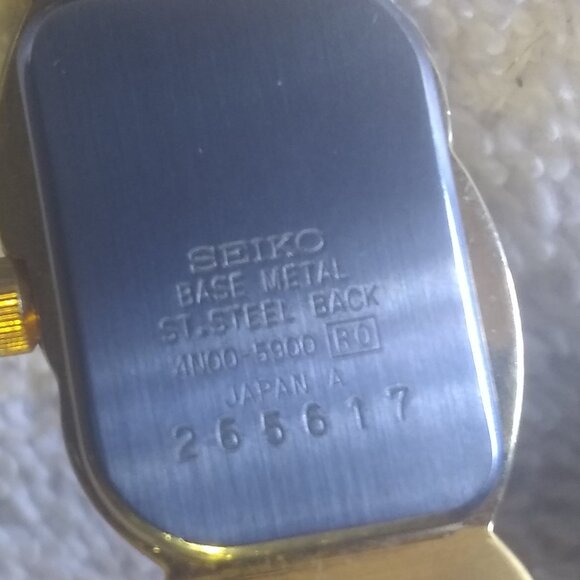 SEIKO
BASE METAL
ST.STEEL BACK
4N00-5900 R0
JAPAN A
265617